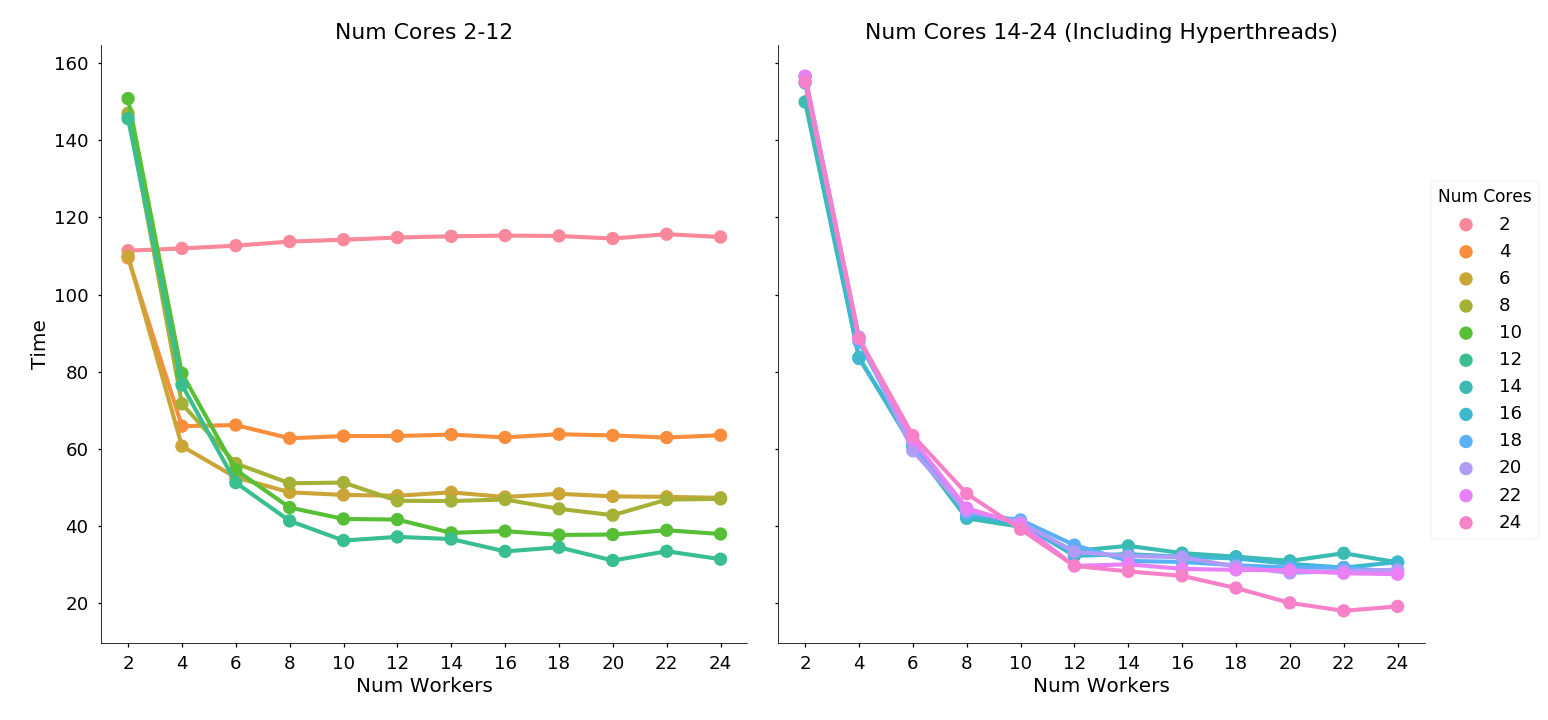 Num Cores 2-12
160
140
120
100
80
60
40
20
Time
2 4 6 8 10 12 14 16 18 20 22 24
Num Workers
Num Cores 14-24 (Including Hyperthreads)
2 4 6 8 10 12 14 16 18 20 22 24
Num Workers
Num Cores
2
4
6
8
10
12
14
16
18
20
22
24